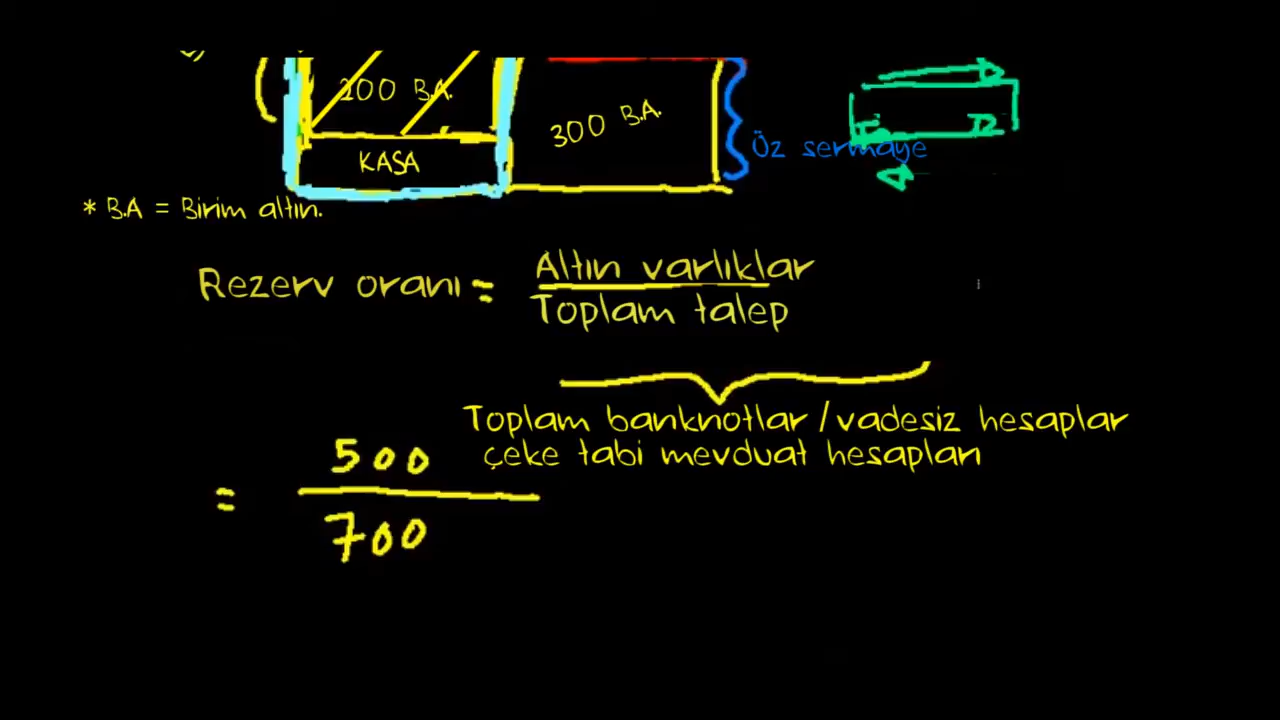 200 B.A.
300 B.A.
KASA
Öz sermaye
* B.A = Birim altın.
Rezerv oranı = Altın varlıklar
Toplam talep
Toplam banknotlar / vadesiz hesaplar
çeke tabi mevduat hesapları
= 500
700